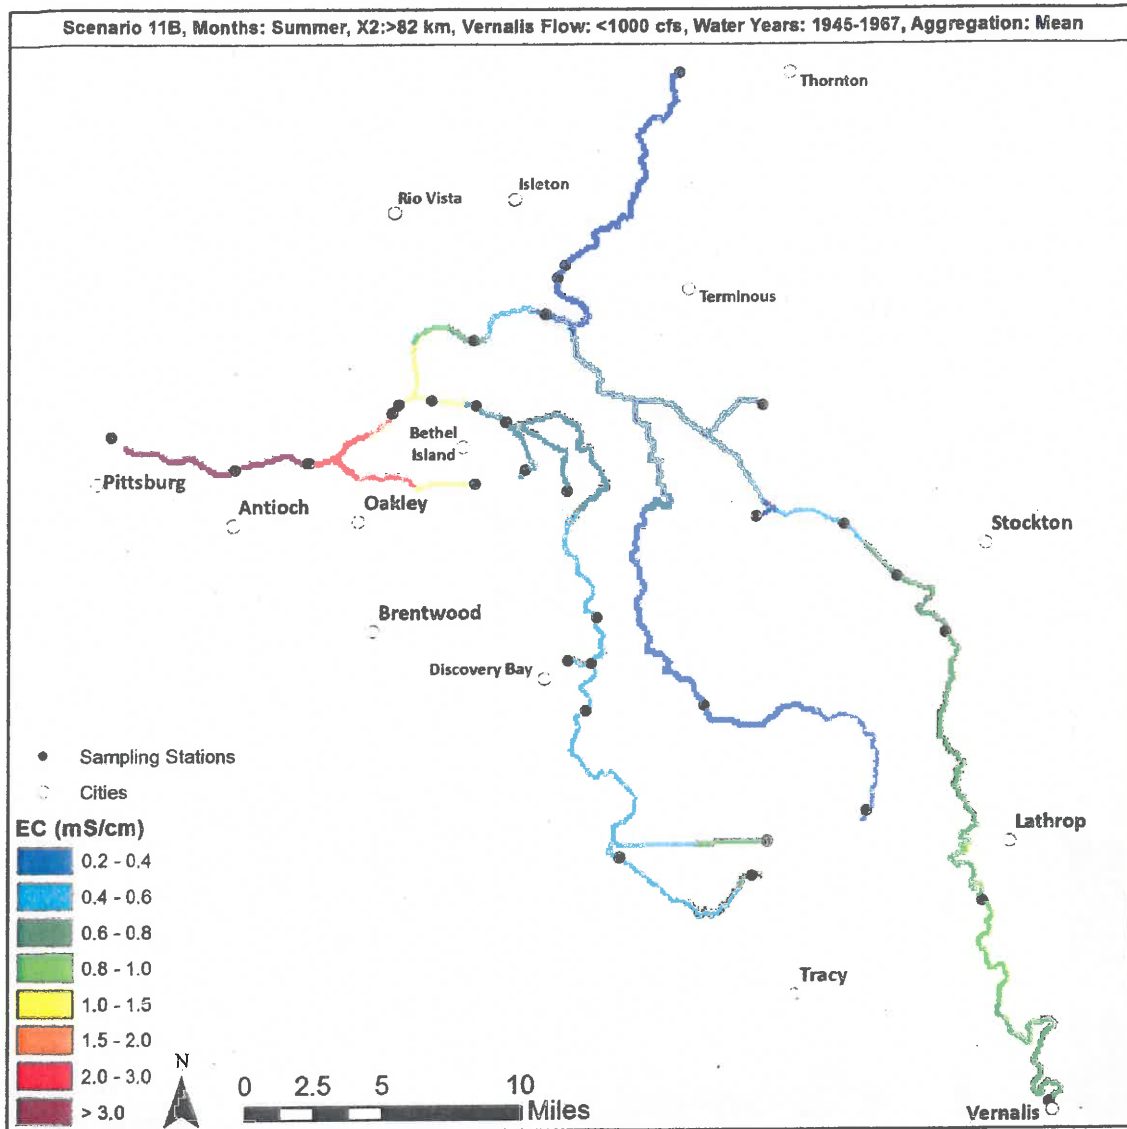 Scenario 11B, Months: Summer, X2:>82 km, Vernalis Flow: <1000 cfs, Water Years: 1945-1967, Aggregation: Mean
Thornton
Isleton
Rio Vista
Terminous
Bethel
Island
Pittsburg
Antioch
Oakley
Stockton
Brentwood
Discovery Bay
Sampling Stations
Cities
Lathrop
EC (mS/cm)
0.2 - 0.4
0.4 - 0.6
0.6 - 0.8
0.8 - 1.0
1.0 - 1.5
1.5 - 2.0
2.0 - 3.0
> 3.0
Tracy
N
0 2.5 5 10
Miles
Vernalis